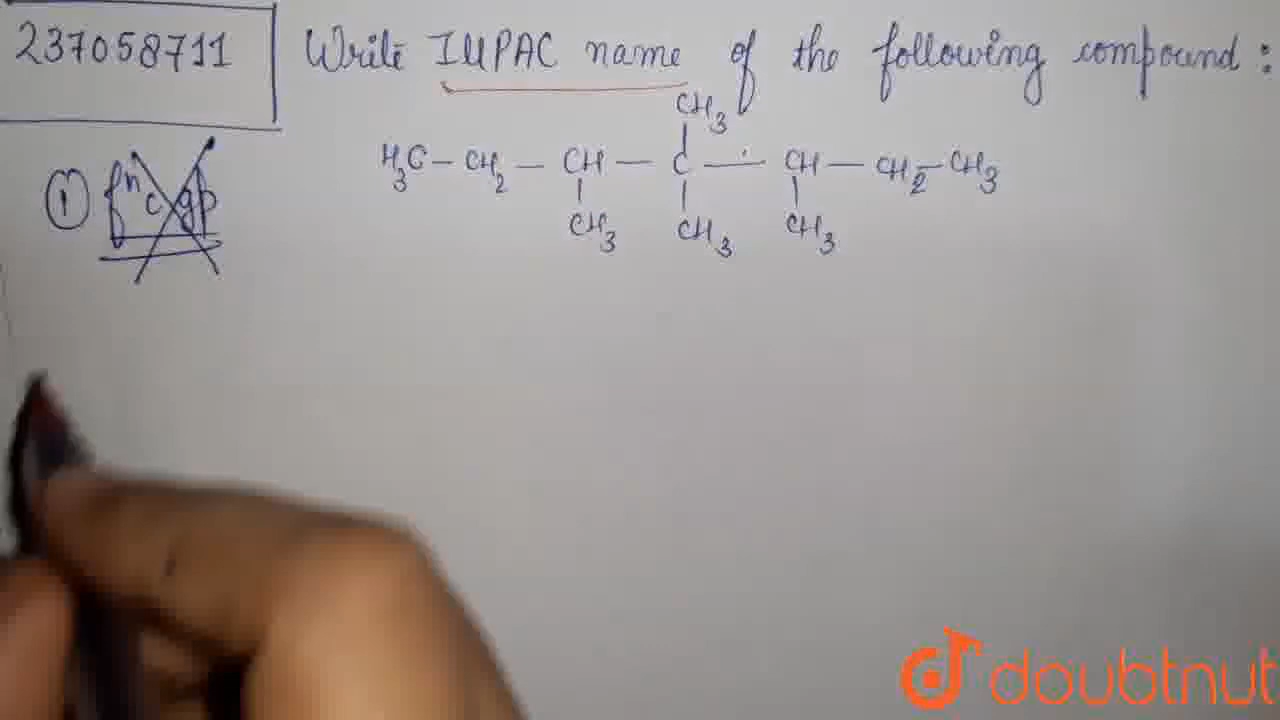 237058711 Write IUPAC name of the following compound :
CH3
H3C - CH2 - CH - C - CH - CH2 - CH3
CH3 CH3 CH3
① fⁿc gp
doubtnut